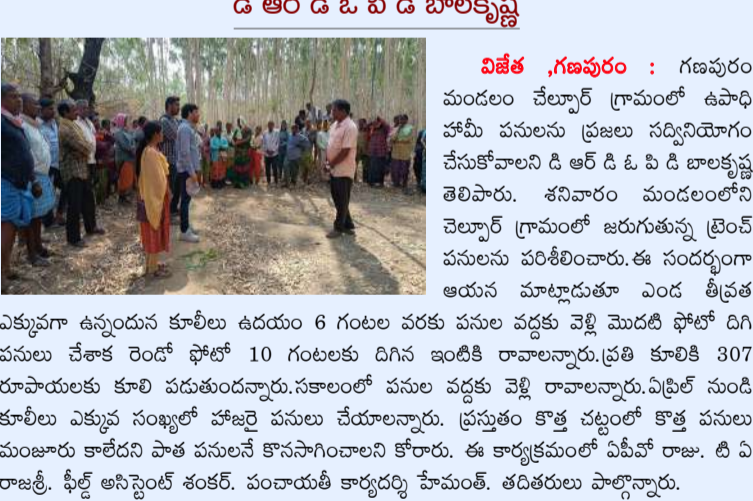 డి ఆర్ డి ఓ పి డి బాలకృష్ణ
విజేత ,గణపురం : గణపురం
మండలం చేల్పూర్ గ్రామంలో ఉపాధి
హామీ పనులను ప్రజలు సద్వినియోగం
చేసుకోవాలని డి ఆర్ డి ఓ పి డి బాలకృష్ణ
తెలిపారు. శనివారం మండలంలోని
చెల్పూర్ గ్రామంలో జరుగుతున్న ట్రెంచ్
పనులను పరిశీలించారు.ఈ సందర్భంగా
ఆయన మాట్లాడుతూ ఎండ తీవ్రత
ఎక్కువగా ఉన్నందున కూలీలు ఉదయం 6 గంటల వరకు పనుల వద్దకు వెళ్లి మొదటి ఫోటో దిగి
పనులు చేశాక రెండో ఫోటో 10 గంటలకు దిగిన ఇంటికి రావాలన్నారు.ప్రతి కూలికి 307
రూపాయలకు కూలి పడుతుందన్నారు.సకాలంలో పనుల వద్దకు వెళ్లి రావాలన్నారు.ఏప్రిల్ నుండి
కూలీలు ఎక్కువ సంఖ్యలో హాజరై పనులు చేయాలన్నారు. ప్రస్తుతం కొత్త చట్టంలో కొత్త పనులు
మంజూరు కాలేదని పాత పనులనే కొనసాగించాలని కోరారు. ఈ కార్యక్రమంలో ఏపీవో రాజు. టి ఏ
రాజశ్రీ. ఫీల్డ్ అసిస్టెంట్ శంకర్. పంచాయతీ కార్యదర్శి హేమంత్. తదితరులు పాల్గొన్నారు.